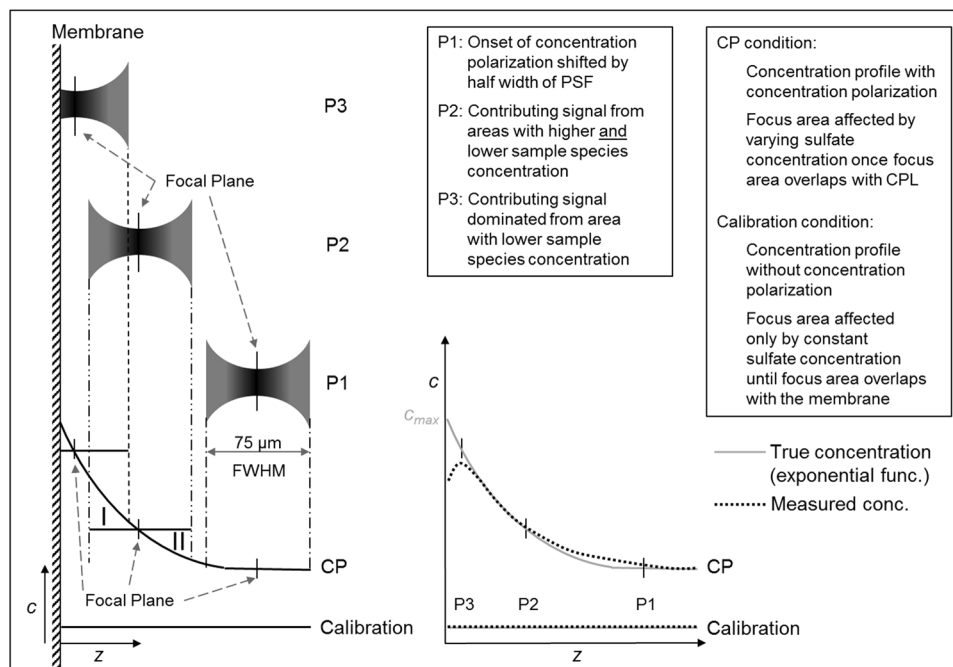 Membrane
P3
Focal Plane
P2
P1
75 µm
FWHM
I
II
CP
Focal Plane
c
Calibration
z
P1: Onset of concentration
polarization shifted by
half width of PSF
P2: Contributing signal from
areas with higher and
lower sample species
concentration
P3: Contributing signal
dominated from area
with lower sample
species concentration
CP condition:
Concentration profile with
concentration polarization
Focus area affected by
varying sulfate
concentration once focus
area overlaps with CPL
Calibration condition:
Concentration profile
without concentration
polarization
Focus area affected
only by constant
sulfate concentration
until focus area overlaps
with the membrane
c
Cmax
True concentration
(exponential func.)
Measured conc.
CP
P3
P2
P1
Calibration
z